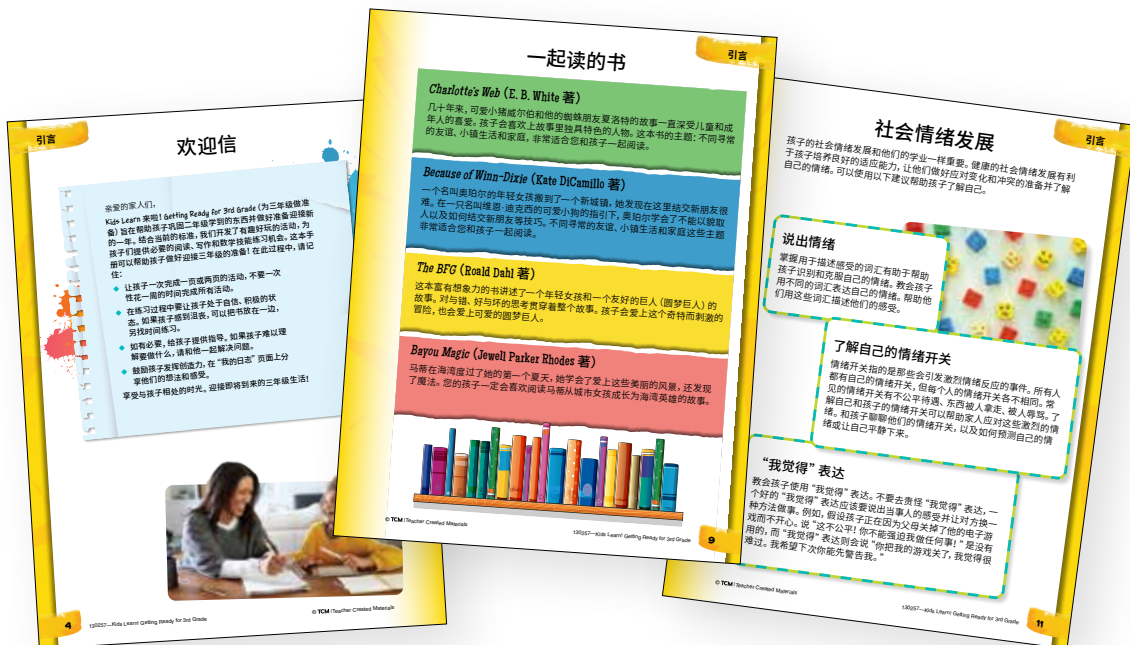 引言
欢迎信
亲爱的家人们，
Kids Learn 来啦！Getting Ready for 3rd Grade（为三年级做准
备）旨在帮助孩子巩固二年级学到的东西并做好准备迎接新
的一年。结合当前的标准，我们开发了有趣好玩的活动，为
孩子们提供必要的阅读、写作和数学技能练习机会。这本手
册可以帮助孩子做好迎接三年级的准备！在此过程中，请记
住：
让孩子一次完成一页或两页的活动，不要一次
性花一周的时间完成所有活动。
在练习过程中要让孩子处于自信、积极的状
态。如果孩子感到沮丧，可以把书放在一边，
另找时间练习。
如有必要，给孩子提供指导。如果孩子难以理
解要做什么，请和他一起解决问题。
鼓励孩子发挥创造力，在“我的日志”页面上分
享他们的想法和感受。
享受与孩子相处的时光。迎接即将到来的三年级生活！
4
130257—Kids Learn! Getting Ready for 3rd Grade
© TCM | Teacher Created Materials
引言
一起读的书
Charlotte's Web（E. B. White 著）
几十年来，可爱小猪威尔伯和他的蜘蛛朋友夏洛特的故事一直深受儿童和成
年人的喜爱。孩子会喜欢上故事里独具特色的人物。这本书的主题：不同寻常
的友谊、小镇生活和家庭，非常适合您和孩子一起阅读。
Because of Winn-Dixie（Kate DiCamillo 著）
一个名叫奥珀尔的年轻女孩搬到了一个新城镇，她发现在这里结交新朋友很
难。在一只名叫维恩·迪克西的可爱小狗的指引下，奥珀尔学会了不能以貌取
人以及如何结交新朋友等技巧。不同寻常的友谊、小镇生活和家庭这些主题
非常适合您和孩子一起阅读。
The BFG（Roald Dahl 著）
这本富有想象力的书讲述了一个年轻女孩和一个友好的巨人（圆梦巨人）的
故事。对与错、好与坏的思考贯穿着整个故事。孩子会爱上这个奇特而刺激的
冒险，也会爱上可爱的圆梦巨人。
Bayou Magic（Jewell Parker Rhodes 著）
马蒂在海湾度过了她的第一个夏天，她学会了爱上这些美丽的风景，还发现
了魔法。您的孩子一定会喜欢阅读马蒂从城市女孩成长为海湾英雄的故事。
© TCM | Teacher Created Materials
130257—Kids Learn! Getting Ready for 3rd Grade
9
引言
社会情绪发展
孩子的社会情绪发展和他们的学业一样重要。健康的社会情绪发展有利
于孩子培养良好的适应能力，让他们做好应对变化和冲突的准备并了解
自己的情绪。可以使用以下建议帮助孩子了解自己。
说出情绪
掌握用于描述感受的词汇有助于帮助
孩子识别和克服自己的情绪。教会孩子
用不同的词汇表达自己的情绪。帮助他
们用这些词汇描述他们的感受。
了解自己的情绪开关
情绪开关指的是那些会引发激烈情绪反应的事件。所有人
都有自己的情绪开关，但每个人的情绪开关各不相同。常
见的情绪开关有不公平待遇、东西被人拿走、被人辱骂。了
解自己和孩子的情绪开关可以帮助家人应对这些激烈的情
绪。和孩子聊聊他们的情绪开关，以及如何预测自己的情
绪或让自己平静下来。
“我觉得”表达
教会孩子使用“我觉得”表达。不要去责怪“我觉得”表达，一
个好的“我觉得”表达应该要说出当事人的感受并让对方换一
种方法做事。例如，假设孩子正在因为父母关掉了他的电子游
戏而不开心。说“这不公平！你不能强迫我做任何事！”是没有
用的，而“我觉得”表达则会说“你把我的游戏关了，我觉得很
难过。我希望下次你能先警告我。”
© TCM | Teacher Created Materials
130257—Kids Learn! Getting Ready for 3rd Grade
11